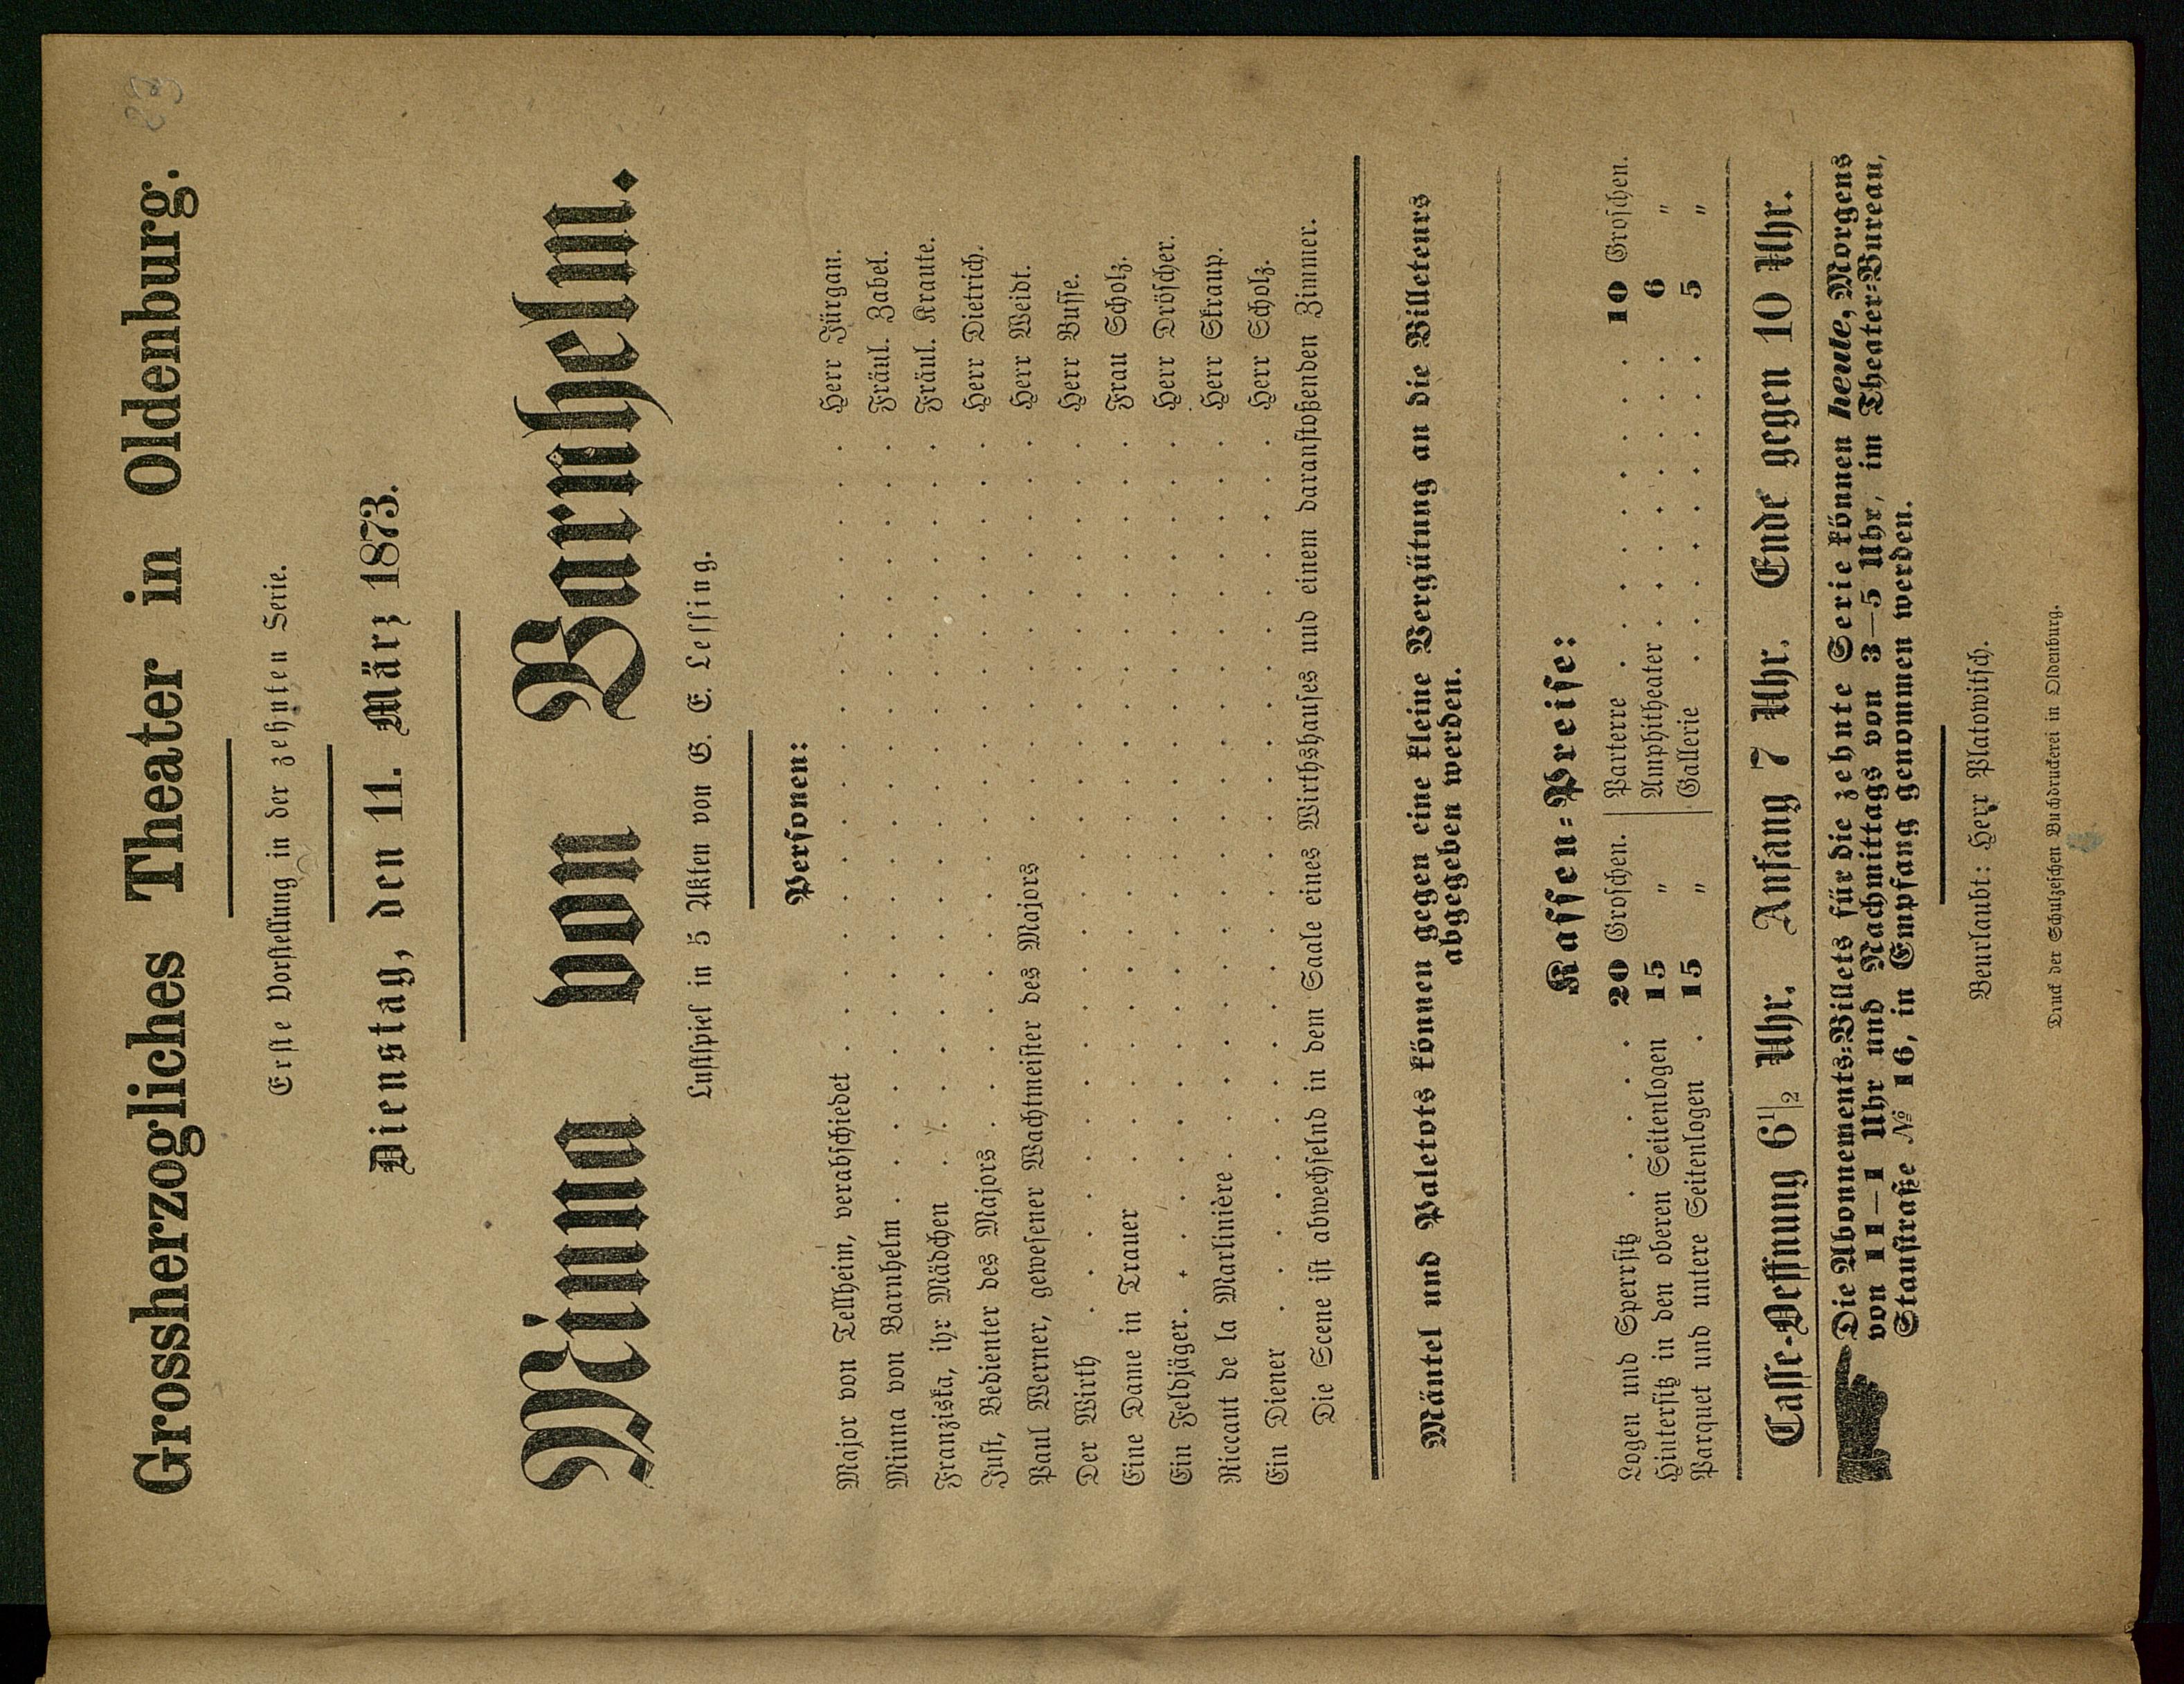 Grossherzogliches Theater in Oldenburg.
Erste Vorstellung in der zehnten Serie.
Dienstag, den 11. März 1873.
Minna von Barnhelm.
Lustspiel in 5 Akten von G. E. Lessing.
Personen:
Major von Tellheim, verabschiedet . . . . . . . . . . . Herr Jürgan.
Minna von Barnhelm . . . . . . . . . . . . . . Fräul. Zabel.
Franziska, ihr Mädchen . . . . . . . . . . . . . Fräul. Kraute.
Just, Bedienter des Majors . . . . . . . . . . . . . Herr Dietrich.
Paul Werner, gewesener Wachtmeister des Majors . . . . . . . . Herr Weidt.
Der Wirth . . . . . . . . . . . . . . . . Herr Busse.
Eine Dame in Trauer . . . . . . . . . . . . . Frau Scholz.
Ein Feldjäger . . . . . . . . . . . . . . . . Herr Dröscher.
Riccaut de la Marlinière . . . . . . . . . . . . . Herr Skraup.
Ein Diener . . . . . . . . . . . . . . . . Herr Scholz.
Die Scene ist abwechselnd in dem Saale eines Wirthshauses und einem daranstoßenden Zimmer.
Mäntel und Paletots können gegen eine kleine Vergütung an die Billeteurs
abgegeben werden.
Kassen-Preise:
Logen und Sperrsitz . . . . . 20 Groschen. Parterre . . . . . . . . . 10 Groschen.
Hintersitz in den oberen Seitenlogen 15 " Amphitheater . . . . . . . . 6 "
Parquet und untere Seitenlogen . 15 " Gallerie . . . . . . . . . 5 "
Casse-Oeffnung 6 1/2 Uhr. Anfang 7 Uhr. Ende gegen 10 Uhr.
Die Abonnements-Billets für die zehnte Serie können heute, Morgens
von 11—1 Uhr und Nachmittags von 3—5 Uhr, im Theater-Bureau,
Staustraße № 16, in Empfang genommen werden.
Beurlaubt: Herr Platowitsch.
Druck der Schulzeschen Buchdruckerei in Oldenburg.